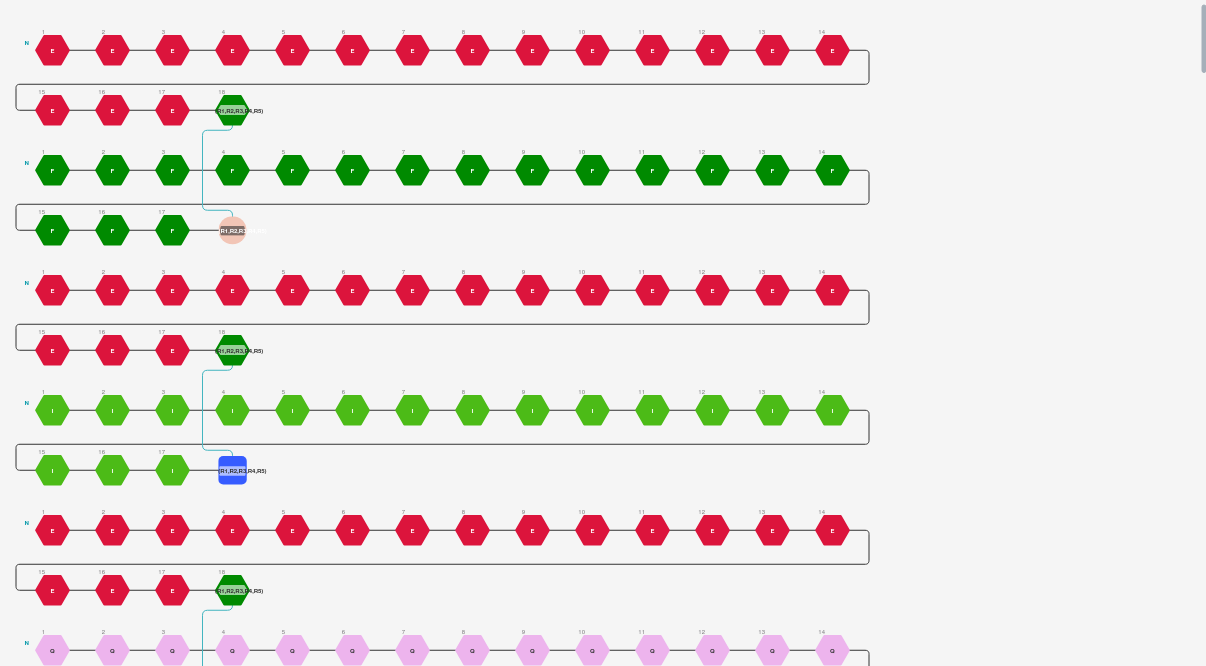 1 2 3 4 5 6 7 8 9 10 11 12 13 14
N E E E E E E E E E E E E E E
15 16 17 18
E E E (R1,R2,R3,R4,R5)
1 2 3 4 5 6 7 8 9 10 11 12 13 14
N F F F F F F F F F F F F F F
15 16 17
F F F (R1,R2,R3,R4,R5)
1 2 3 4 5 6 7 8 9 10 11 12 13 14
N E E E E E E E E E E E E E E
15 16 17 18
E E E (R1,R2,R3,R4,R5)
1 2 3 4 5 6 7 8 9 10 11 12 13 14
N I I I I I I I I I I I I I I
15 16 17
I I I (R1,R2,R3,R4,R5)
1 2 3 4 5 6 7 8 9 10 11 12 13 14
N E E E E E E E E E E E E E E
15 16 17 18
E E E (R1,R2,R3,R4,R5)
1 2 3 4 5 6 7 8 9 10 11 12 13 14
N Q Q Q Q Q Q Q Q Q Q Q Q Q Q